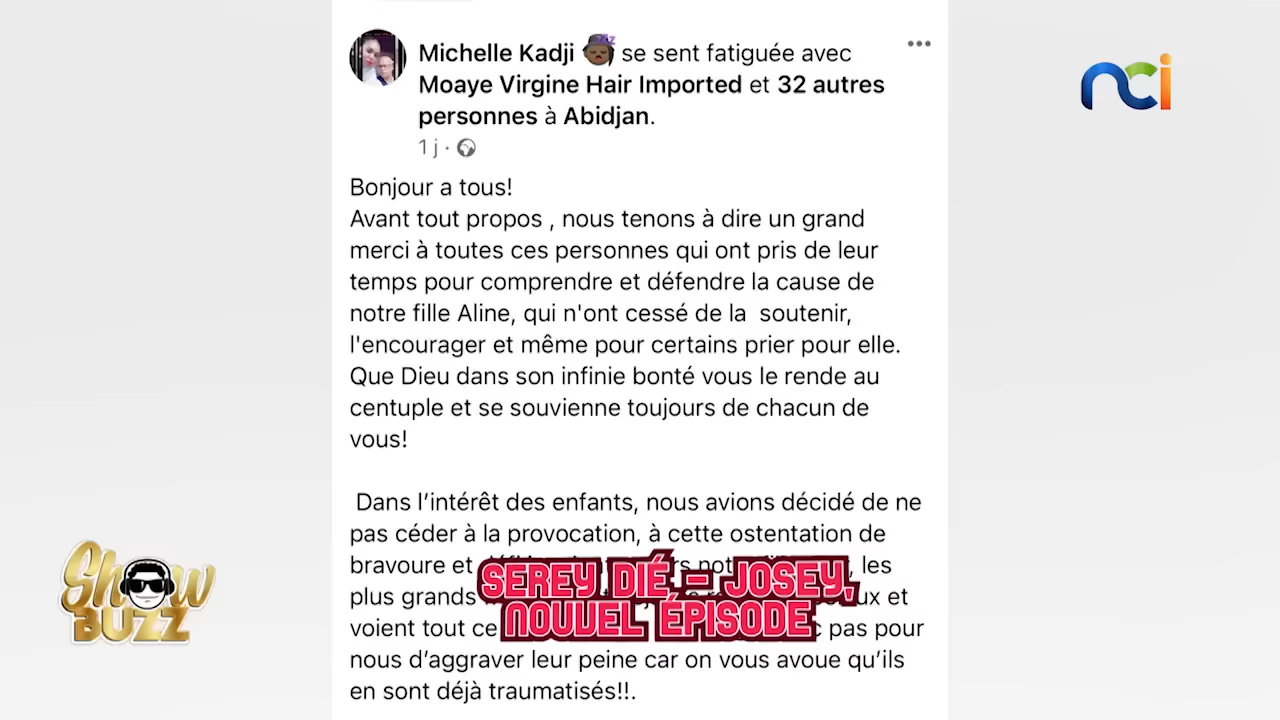 Michelle Kadji se sent fatiguée avec
Moaye Virgine Hair Imported et 32 autres
personnes à Abidjan.
1 j ·
nci
Bonjour a tous!
Avant tout propos , nous tenons à dire un grand
merci à toutes ces personnes qui ont pris de leur
temps pour comprendre et défendre la cause de
notre fille Aline, qui n'ont cessé de la  soutenir,
l'encourager et même pour certains prier pour elle.
Que Dieu dans son infinie bonté vous le rende au
centuple et se souvienne toujours de chacun de
vous!
Dans l’intérêt des enfants, nous avions décidé de ne
pas céder à la provocation, à cette ostentation de
bravoure et les
plus grands et
voient tout ce pas pour
nous d’aggraver leur peine car on vous avoue qu’ils
en sont déjà traumatisés!!.
SEREY DIÉ - JOSEY,
NOUVEL ÉPISODE
Show
BUZZ